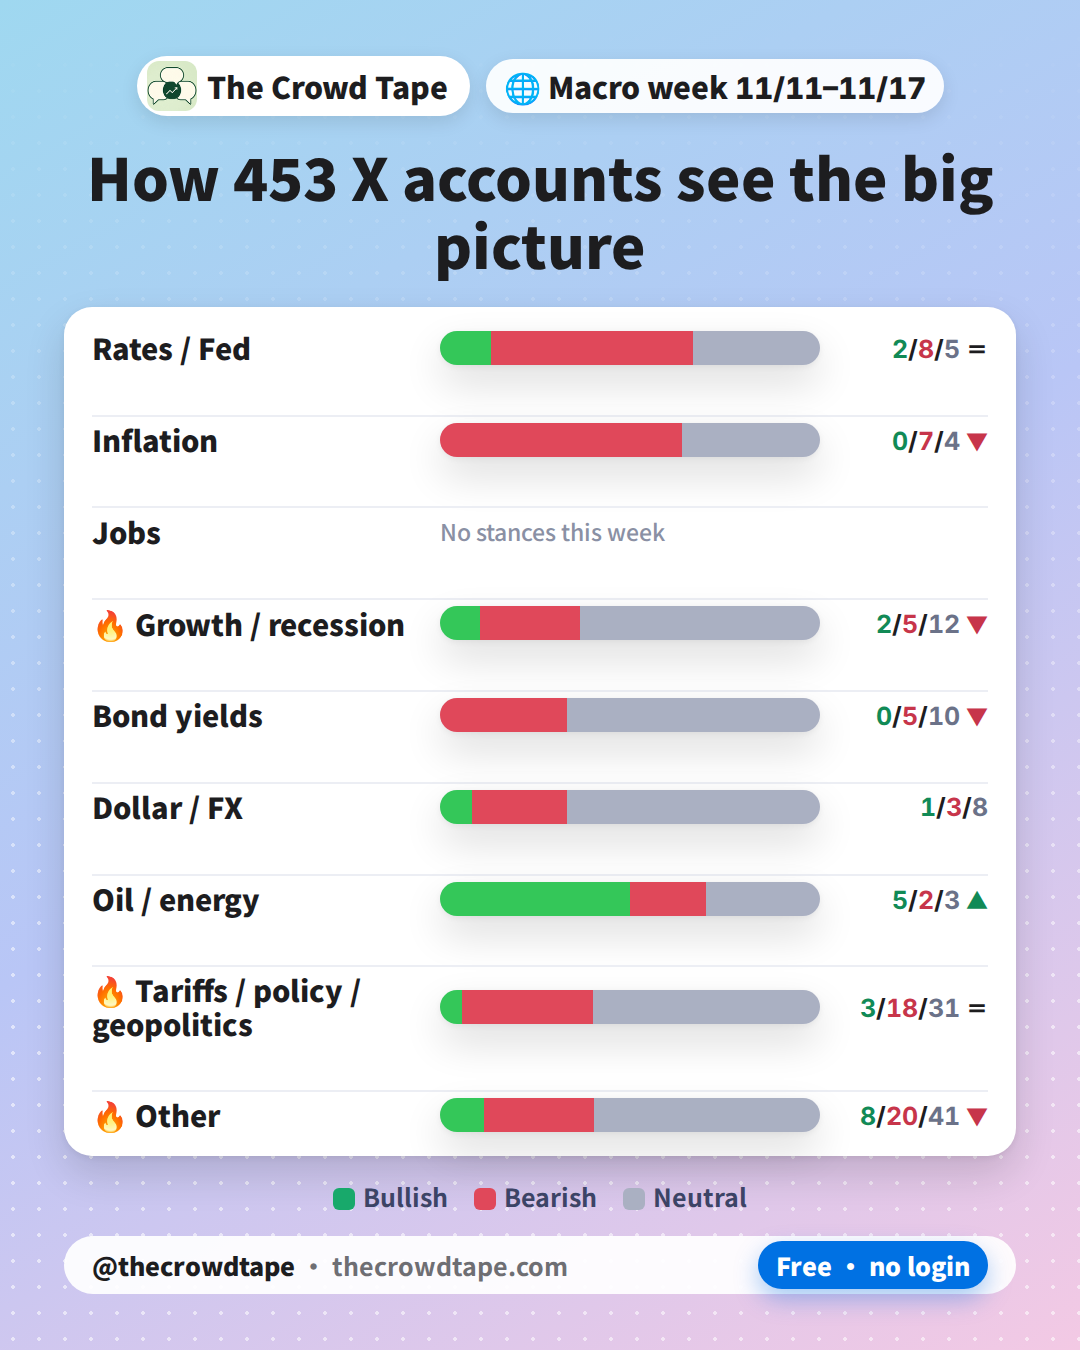 The Crowd Tape
🌐 Macro week 11/11–11/17
How 453 X accounts see the big
picture
Rates / Fed
2/8/5 =
Inflation
0/7/4 ▼
Jobs
No stances this week
🔥 Growth / recession
2/5/12 ▼
Bond yields
0/5/10 ▼
Dollar / FX
1/3/8
Oil / energy
5/2/3 ▲
🔥 Tariffs / policy /
geopolitics
3/18/31 =
🔥 Other
8/20/41 ▼
Bullish Bearish Neutral
@thecrowdtape • thecrowdtape.com
Free • no login